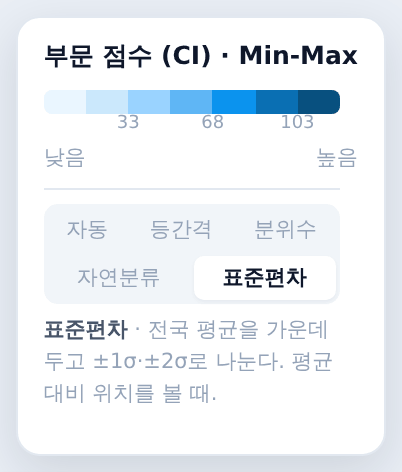 부문 점수 (CI) · Min-Max
33 68 103
낮음 높음
자동 등간격 분위수
자연분류 표준편차
표준편차 · 전국 평균을 가운데
두고 ±1σ·±2σ로 나눈다. 평균
대비 위치를 볼 때.